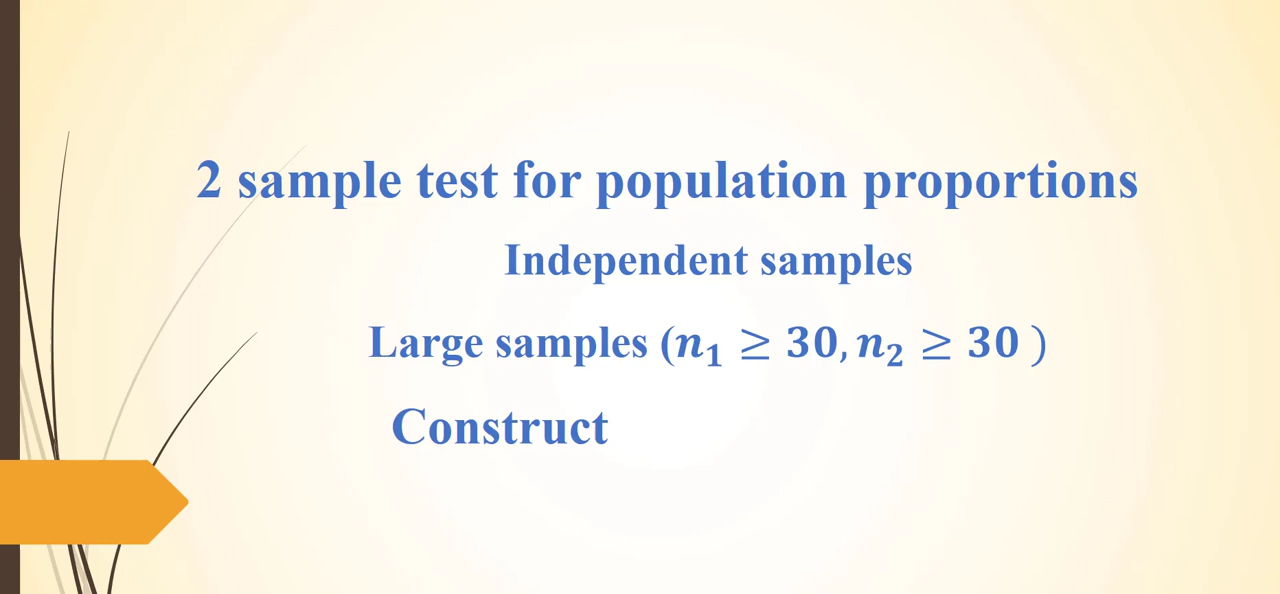 2 sample test for population proportions
Independent samples
Large samples (𝒏₁ ≥ 𝟑𝟎, 𝒏₂ ≥ 𝟑𝟎 )
Construct